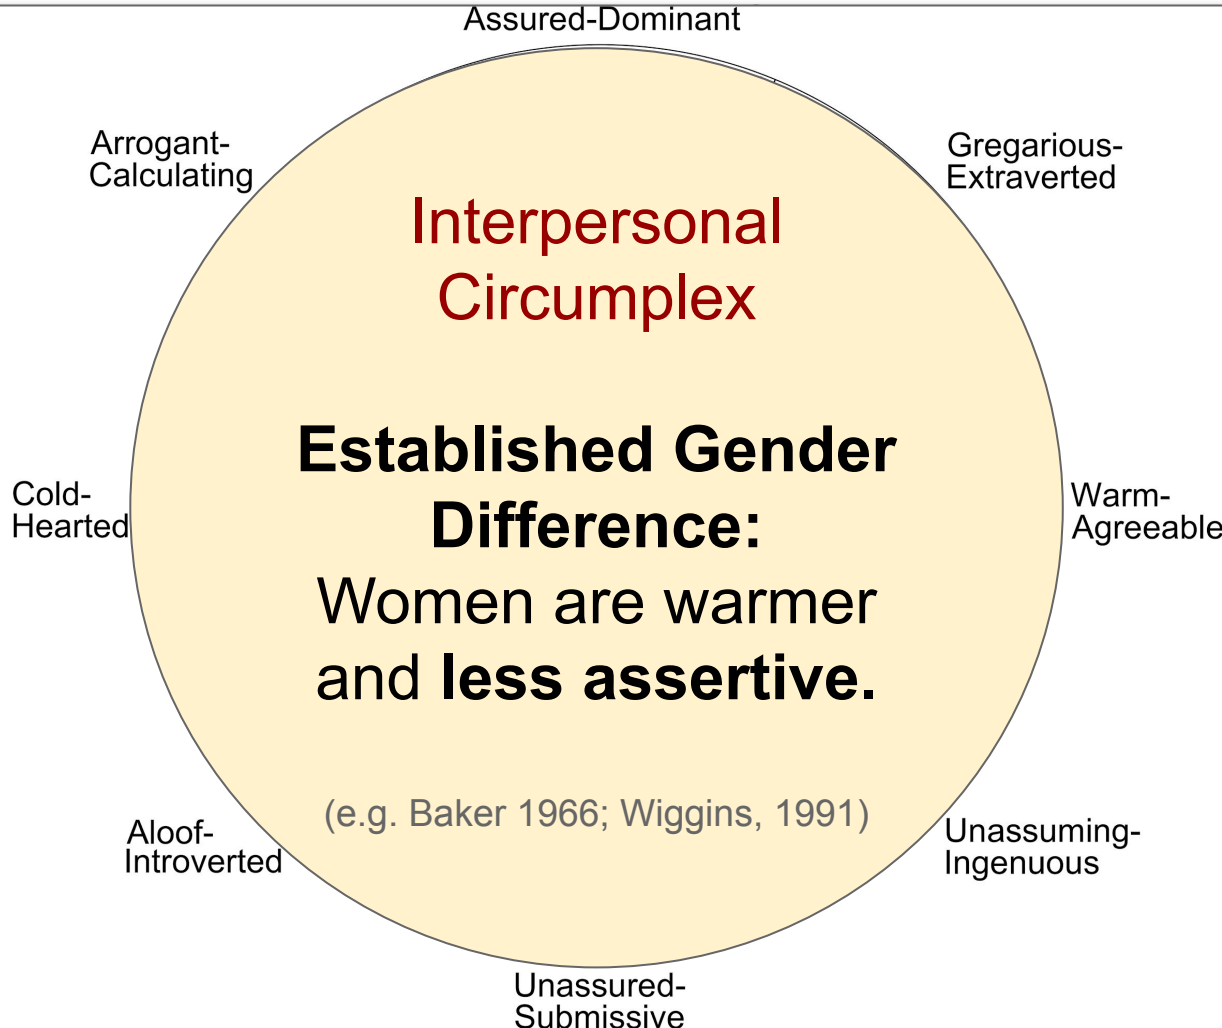 Assured-Dominant
Arrogant-
Calculating
Gregarious-
Extraverted
Interpersonal
Circumplex
Established Gender
Difference:
Women are warmer
and less assertive.
Cold-
Hearted
Warm-
Agreeable
(e.g. Baker 1966; Wiggins, 1991)
Aloof-
Introverted
Unassuming-
Ingenuous
Unassured-
Submissive